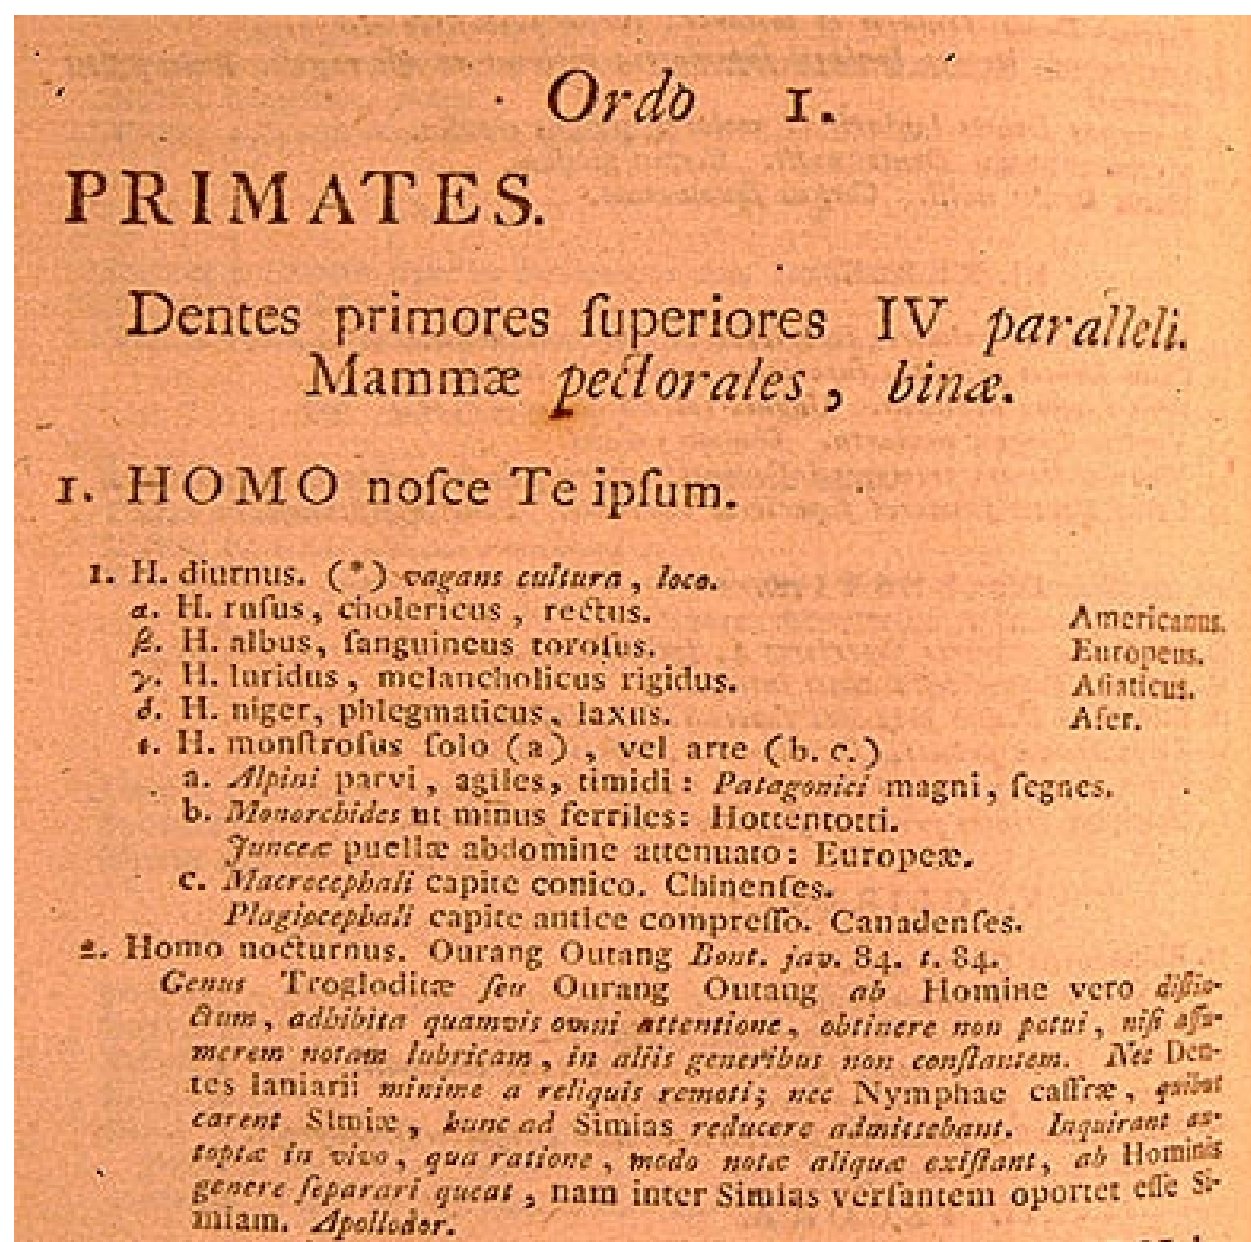 Ordo 1.
PRIMATES.
Dentes primores ſuperiores IV paralleli.
Mammæ pectorales, binæ.
1. HOMO noſce Te ipſum.
1. H. diurnus. (*) vagans cultura, loco.
α. H. rufus, cholericus, rectus. Americanus.
β. H. albus, ſanguineus toroſus. Europeus.
γ. H. luridus, melancholicus rigidus. Aſiaticus.
δ. H. niger, phlegmaticus, laxus. Afer.
ε. H. monſtroſus ſolo (a), vel arte (b. c.)
a. Alpini parvi, agiles, timidi: Patagonici magni, ſegnes.
b. Monorchides ut minus ferriles: Hottentotti.
Junceæ puellæ abdomine attenuato: Europeæ.
c. Macrocephali capite conico. Chinenſes.
Plagiocephali capite antice compreſſo. Canadenſes.
2. Homo nocturnus. Ourang Outang Bont. jav. 84. t. 84.
Genus Trogloditæ ſeu Ourang Outang ab Homine vero diſtin-
ctum, adhibita quamvis omni attentione, obtinere non potui, niſi aſſu-
merem notam lubricam, in aliis generibus non conſtantem. Nec Den-
tes laniarii minime a reliquis remoti; nec Nymphae caffræ, quibus
carent Simiæ, hunc ad Simias reducere admittebant. Inquirant au-
toptæ in vivo, qua ratione, modo notæ aliquæ exiſtant, ab Hominis
genere ſeparari queat, nam inter Simias verſantem oportet eſſe Si-
miam. Apollodor.